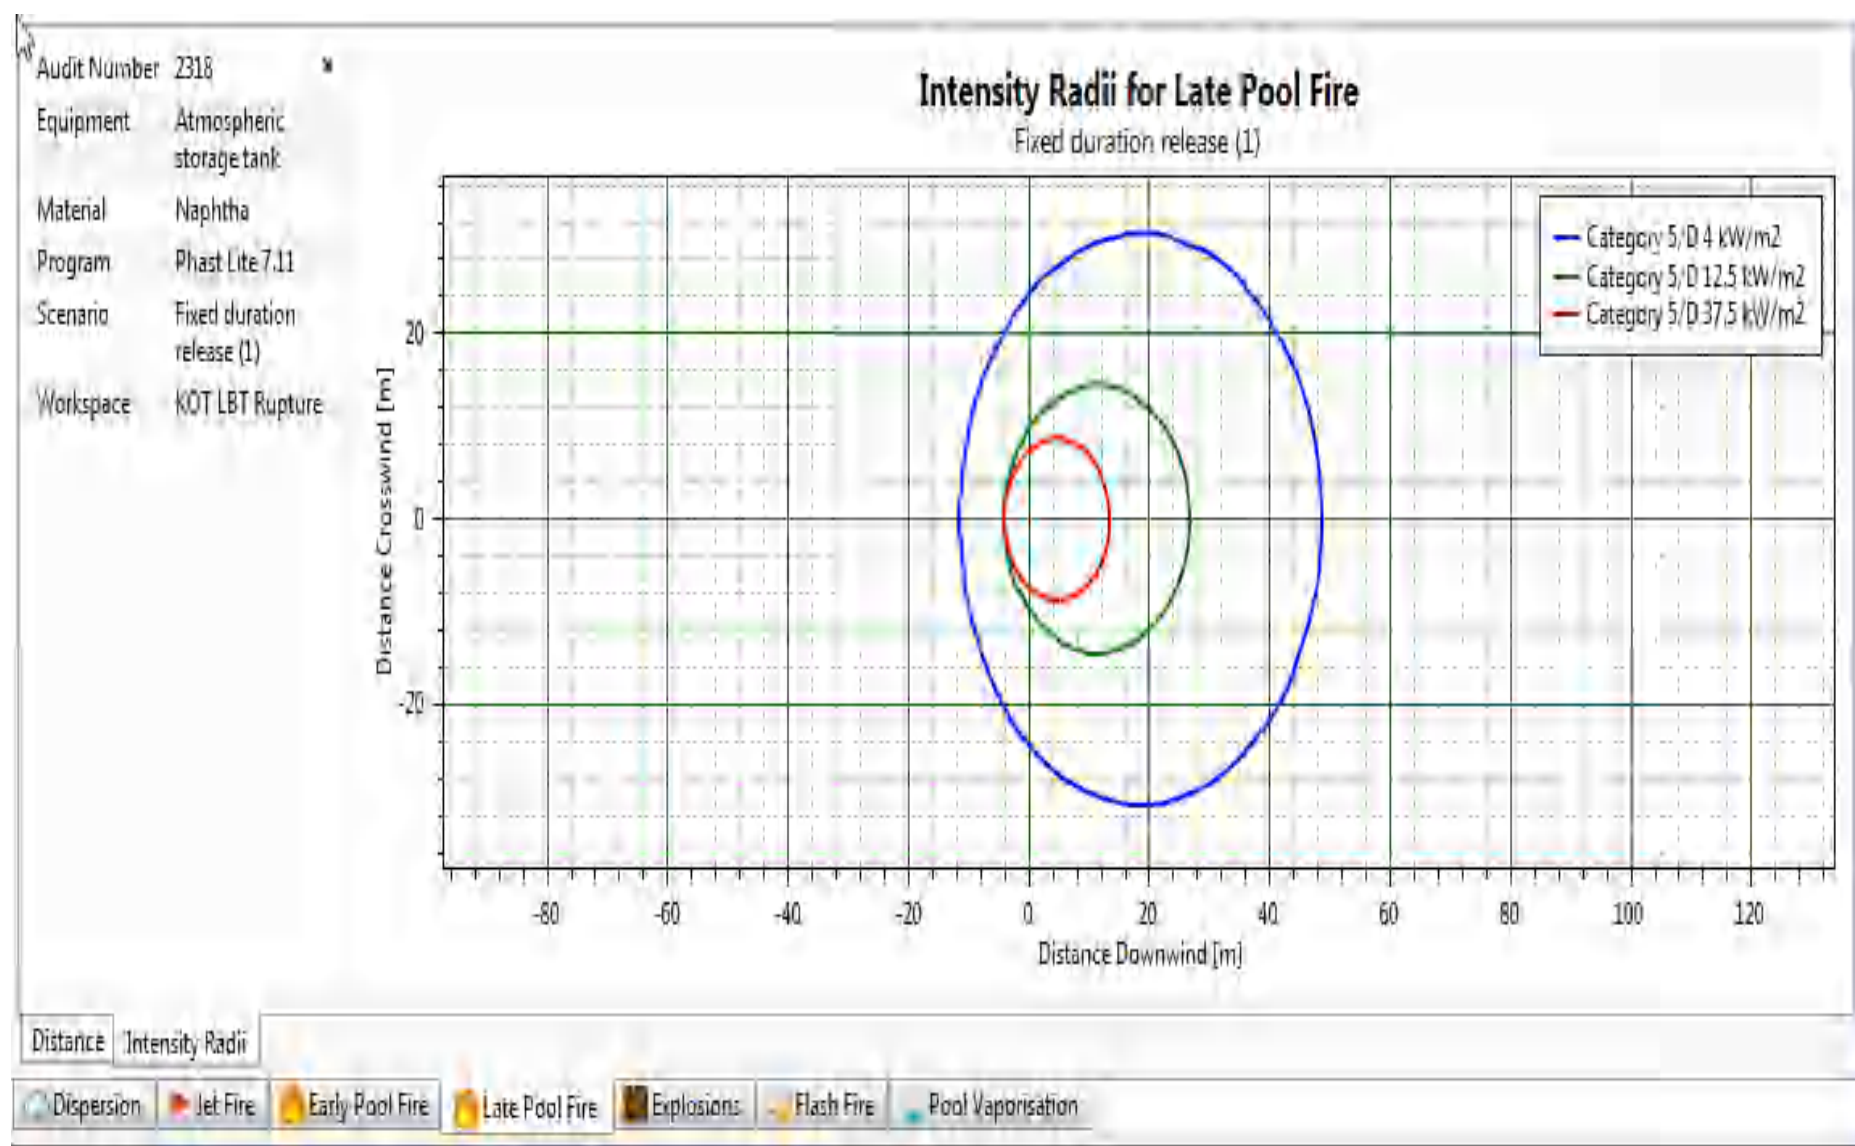 Audit Number 2318
Equipment Atmospheric
storage tank
Material Naphtha
Program Phast Lite 7.11
Scenario Fixed duration
release (1)
Workspace KOT LBT Rupture
Intensity Radii for Late Pool Fire
Fixed duration release (1)
Category 5/D 4 kW/m2
Category 5/D 12.5 kW/m2
Category 5/D 37.5 kW/m2
Distance Crosswind [m]
20
0
-20
-80 -60 -40 -20 0 20 40 60 80 100 120
Distance Downwind [m]
Distance Intensity Radii
Dispersion Jet Fire Early Pool Fire Late Pool Fire Explosions Flash Fire Pool Vaporisation